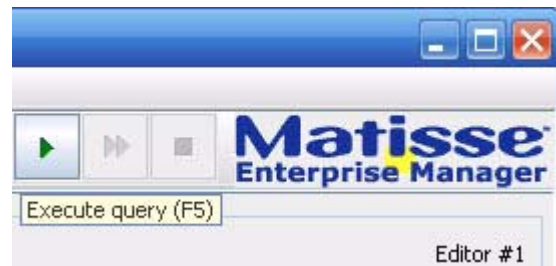 Matisse
Enterprise Manager
Execute query (F5)
Editor #1